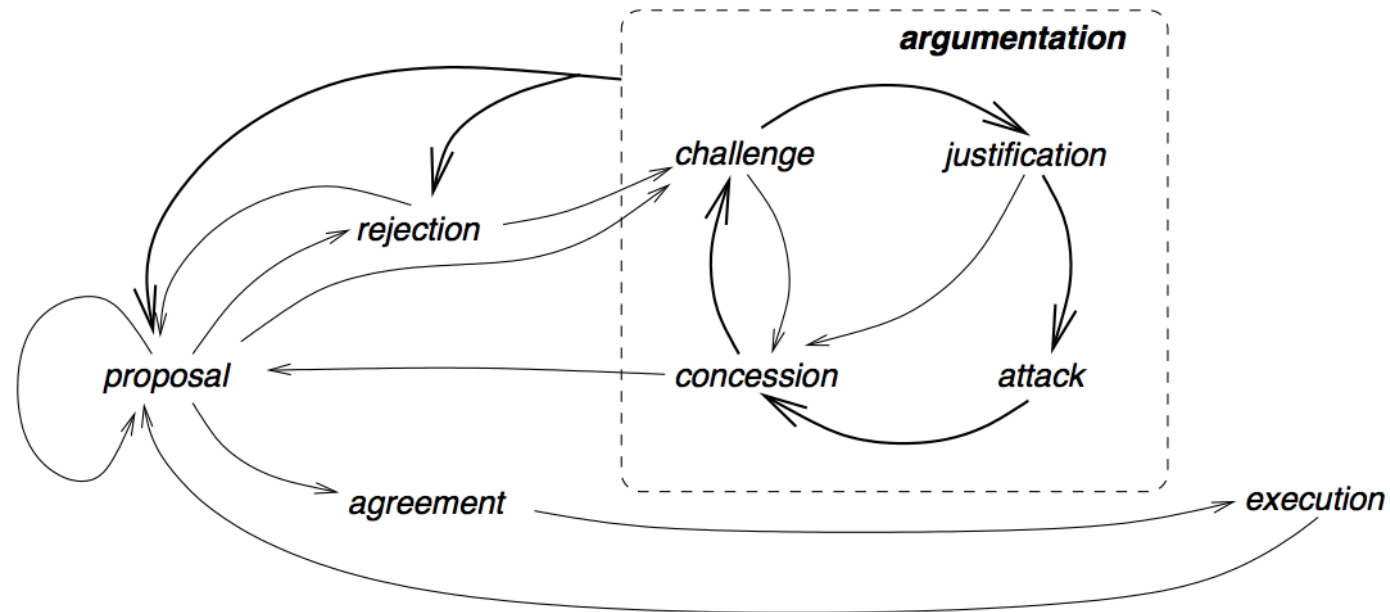 argumentation
challenge
justification
rejection
proposal
concession
attack
agreement
execution